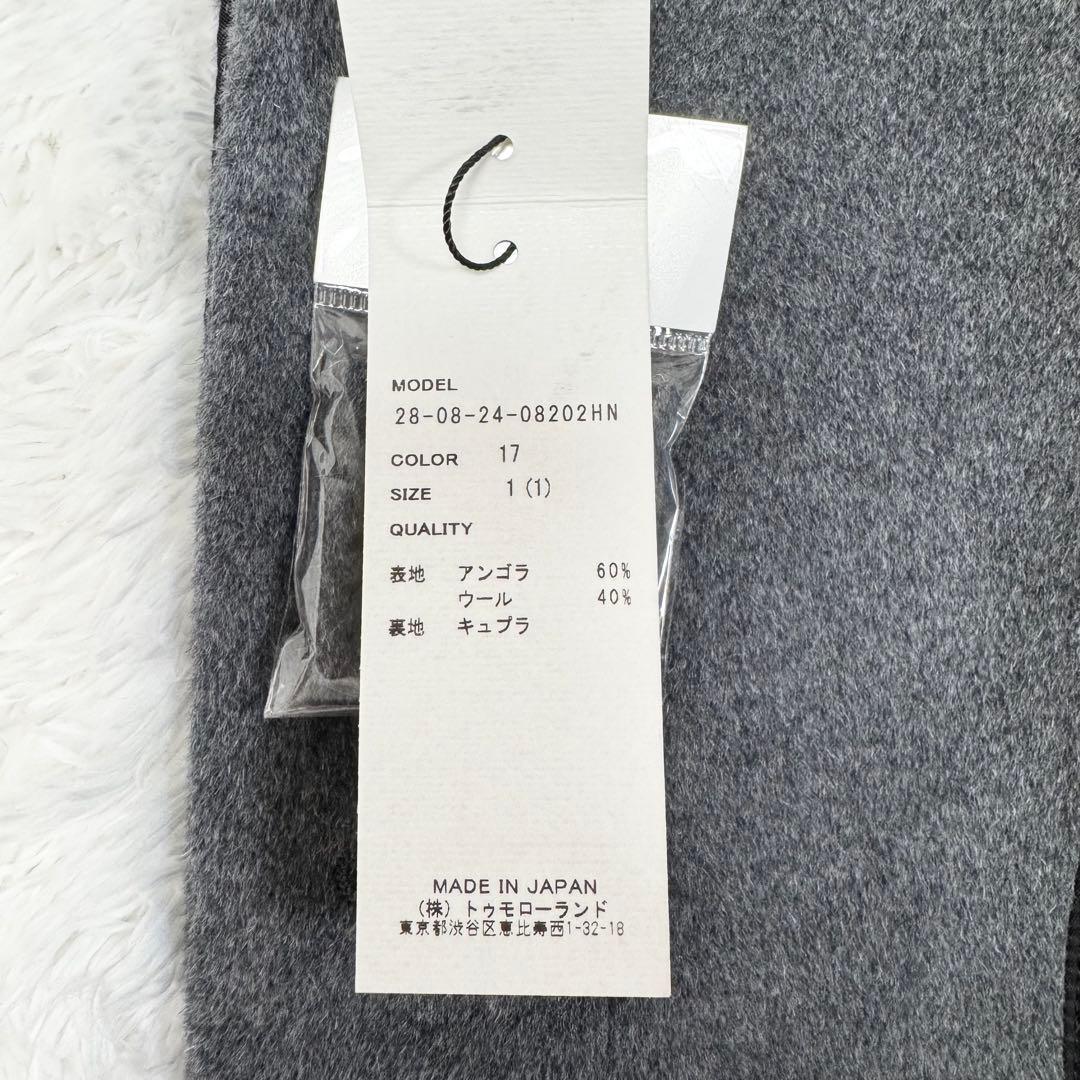 MODEL
28-08-24-08202HN
COLOR 17
SIZE 1 (1)
QUALITY
表地 アンゴラ 60%
ウール 40%
裏地 キュプラ
MADE IN JAPAN
(株) トゥモローランド
東京都渋谷区恵比寿西1-32-18